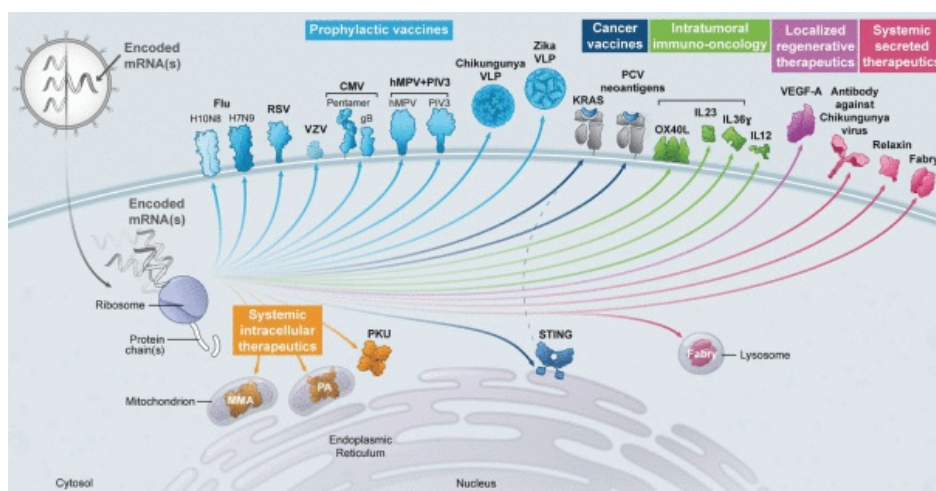 Encoded
mRNA(s)
Prophylactic vaccines
Cancer
vaccines
Intratumoral
immuno-oncology
Localized
regenerative
therapeutics
Systemic
secreted
therapeutics
Flu
H10N8
H7N9
RSV
VZV
CMV
Pentamer
gB
hMPV+PIV3
hMPV
PIV3
Chikungunya
VLP
Zika
VLP
KRAS
PCV
neoantigens
OX40L
IL23
IL36γ
IL12
VEGF-A
Antibody
against
Chikungunya
virus
Relaxin
Fabry
Encoded
mRNA(s)
Ribosome
Protein
chain(s)
Systemic
intracellular
therapeutics
PKU
STING
Fabry
Lysosome
Mitochondrion
MMA
PA
Endoplasmic
Reticulum
Cytosol
Nucleus